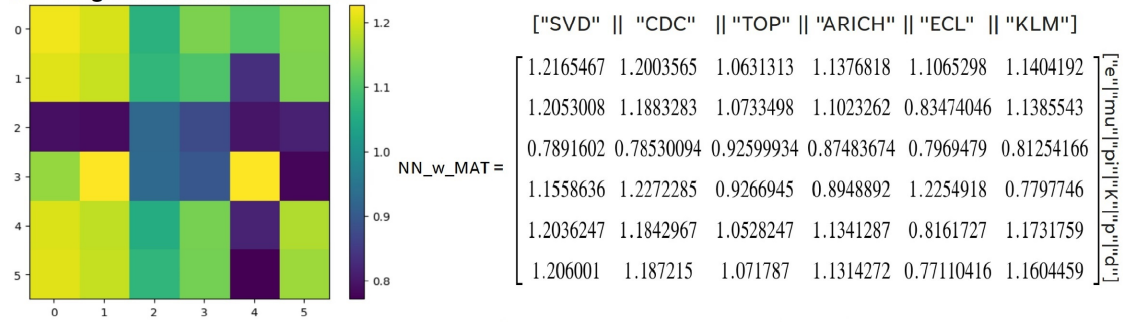 ["SVD" || "CDC" || "TOP" || "ARICH" || "ECL" || "KLM"]
NN_w_MAT =
1.2165467 1.2003565 1.0631313 1.1376818 1.1065298 1.1404192
1.2053008 1.1883283 1.0733498 1.1023262 0.83474046 1.1385543
0.7891602 0.78530094 0.92599934 0.87483674 0.7969479 0.81254166
1.1558636 1.2272285 0.9266945 0.8948892 1.2254918 0.7797746
1.2036247 1.1842967 1.0528247 1.1341287 0.8161727 1.1731759
1.206001 1.187215 1.071787 1.1314272 0.77110416 1.1604459
["e"|"mu"|"pi"|"K"|"p"|"d"]
0
1
2
3
4
5
0 1 2 3 4 5
1.2
1.1
1.0
0.9
0.8